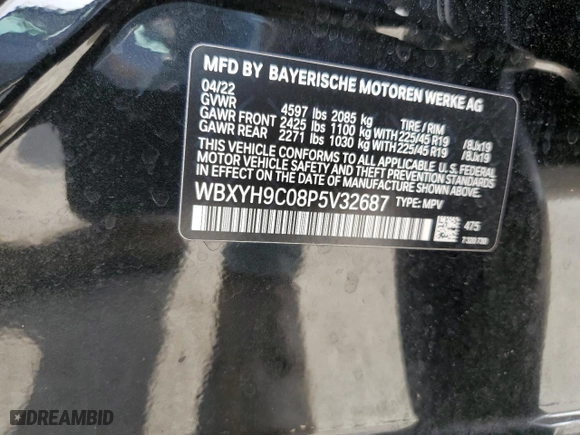 MFD BY BAYERISCHE MOTOREN WERKE AG
04/22
GVWR 4597 lbs 2085 kg TIRE / RIM
GAWR FRONT 2425 lbs 1100 kg WITH 225/45 R19 /8Jx19
GAWR REAR 2271 lbs 1030 kg WITH 225/45 R19 /8Jx19
THIS VEHICLE CONFORMS TO ALL APPLICABLE U.S. FEDERAL
MOTOR VEHICLE SAFETY, BUMPER, AND THEFT PREVENTION
STANDARDS IN EFFECT ON THE DATE OF MANUFACTURE SHOWN ABOVE.
WBXYH9C08P5V32687 TYPE: MPV
475
DREAMBID